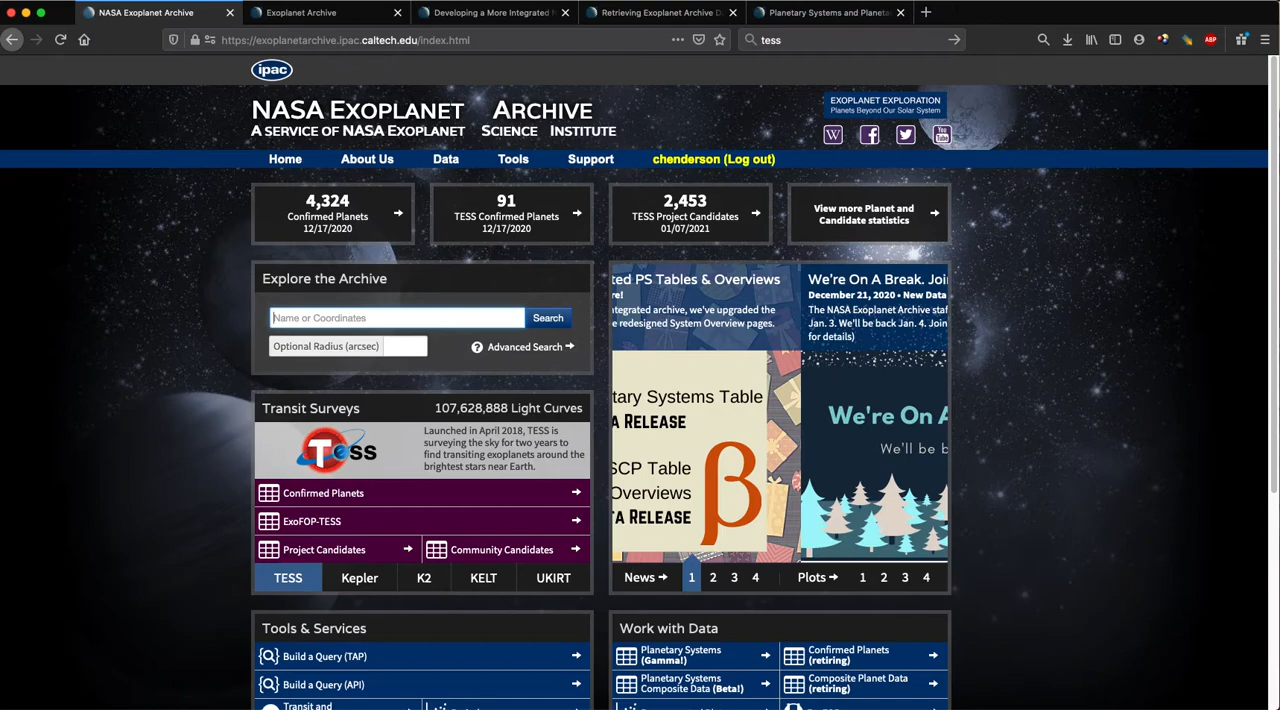 NASA Exoplanet Archive
Exoplanet Archive
Developing a More Integrated
Retrieving Exoplanet Archive D
Planetary Systems and Planeta
https://exoplanetarchive.ipac.caltech.edu/index.html
tess
ABP
ipac
NASA EXOPLANET ARCHIVE
A SERVICE OF NASA EXOPLANET SCIENCE INSTITUTE
EXOPLANET EXPLORATION
Planets Beyond Our Solar System
W
You Tube
Home About Us Data Tools Support chenderson (Log out)
4,324
Confirmed Planets
12/17/2020
91
TESS Confirmed Planets
12/17/2020
2,453
TESS Project Candidates
01/07/2021
View more Planet and
Candidate statistics
Explore the Archive
Name or Coordinates
Search
Optional Radius (arcsec)
? Advanced Search
Transit Surveys 107,628,888 Light Curves
TESS
Launched in April 2018, TESS is
surveying the sky for two years to
find transiting exoplanets around the
brightest stars near Earth.
Confirmed Planets
ExoFOP-TESS
Project Candidates
Community Candidates
TESS Kepler K2 KELT UKIRT
ted PS Tables & Overviews
re!
ntegrated archive, we've upgraded the
e redesigned System Overview pages.
tary Systems Table
A RELEASE
SCP Table
Overviews
TA RELEASE
β
We're On A Break. Joi
December 21, 2020 • New Data
The NASA Exoplanet Archive staf
Jan. 3. We'll be back Jan. 4. Join
for details)
We're On A
We'll be b
News 1 2 3 4
Plots 1 2 3 4
Tools & Services
Build a Query (TAP)
Build a Query (API)
Transit and
Work with Data
Planetary Systems
(Gamma!)
Confirmed Planets
(retiring)
Planetary Systems
Composite Data (Beta!)
Composite Planet Data
(retiring)